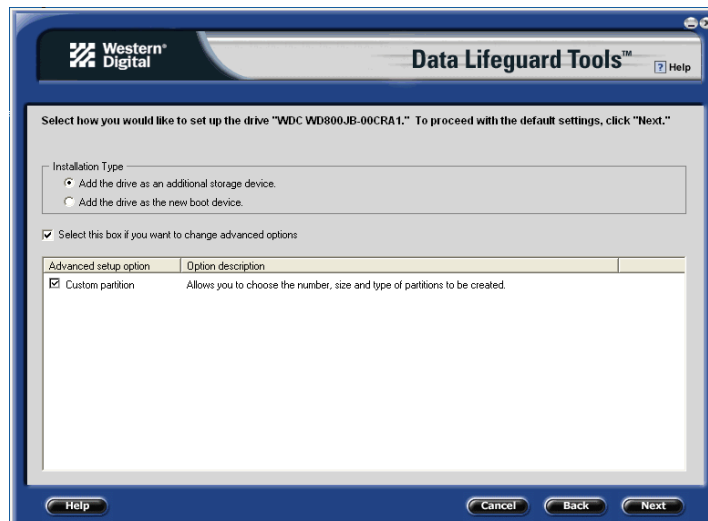 Western®
Digital
Data Lifeguard Tools™
? Help
Select how you would like to set up the drive "WDC WD800JB-00CRA1." To proceed with the default settings, click "Next."
Installation Type
Add the drive as an additional storage device.
Add the drive as the new boot device.
Select this box if you want to change advanced options
Advanced setup option Option description
Custom partition Allows you to choose the number, size and type of partitions to be created.
Help Cancel Back Next